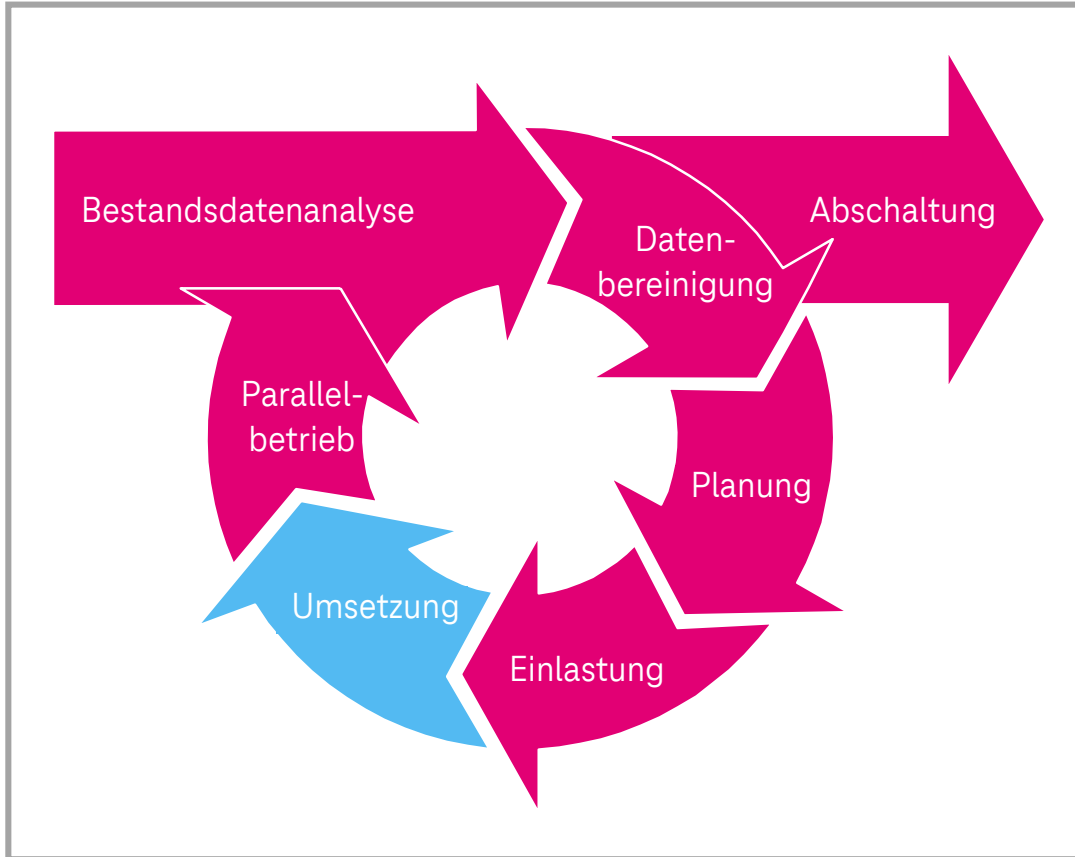 Bestandsdatenanalyse
Daten-
bereinigung
Abschaltung
Planung
Einlastung
Umsetzung
Parallel-
betrieb